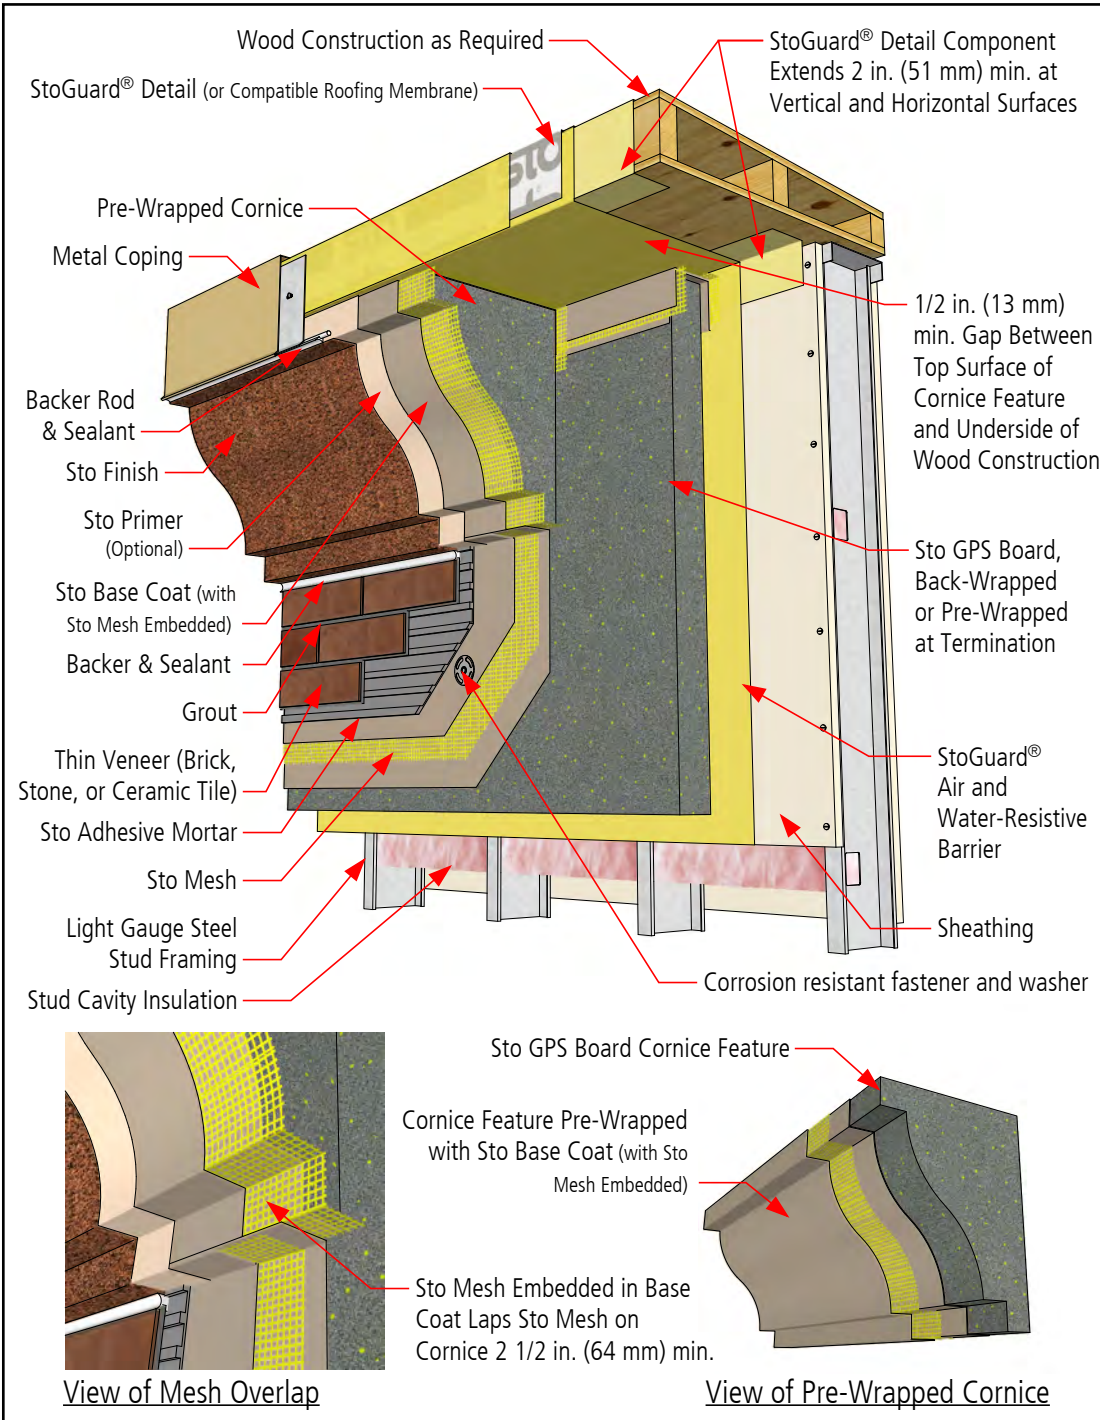 Wood Construction as Required
StoGuard® Detail (or Compatible Roofing Membrane)
StoGuard® Detail Component
Extends 2 in. (51 mm) min. at
Vertical and Horizontal Surfaces
sto
Pre-Wrapped Cornice
Metal Coping
1/2 in. (13 mm)
min. Gap Between
Top Surface of
Cornice Feature
and Underside of
Wood Construction
Backer Rod
& Sealant
Sto Finish
Sto Primer
(Optional)
Sto Base Coat (with
Sto Mesh Embedded)
Backer & Sealant
Grout
Thin Veneer (Brick,
Stone, or Ceramic Tile)
Sto Adhesive Mortar
Sto Mesh
Light Gauge Steel
Stud Framing
Stud Cavity Insulation
Sto GPS Board,
Back-Wrapped
or Pre-Wrapped
at Termination
StoGuard®
Air and
Water-Resistive
Barrier
Sheathing
Corrosion resistant fastener and washer
Sto GPS Board Cornice Feature
Cornice Feature Pre-Wrapped
with Sto Base Coat (with Sto
Mesh Embedded)
Sto Mesh Embedded in Base
Coat Laps Sto Mesh on
Cornice 2 1/2 in. (64 mm) min.
View of Mesh Overlap
View of Pre-Wrapped Cornice